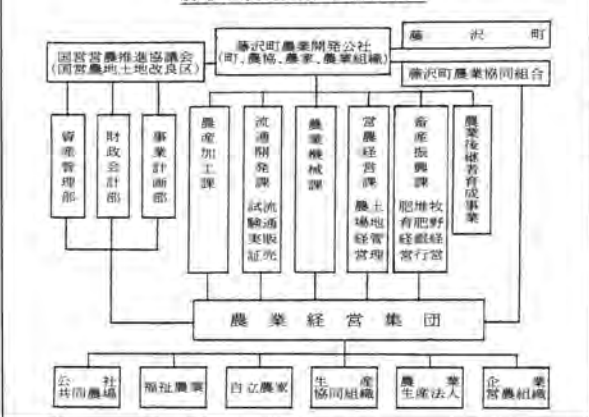 国営営農推進協議会
(国営農地土地改良区)
藤沢町農業開発公社
(町、農協、農家、農業組織)
藤沢町
藤沢町農業協同組合
資産管理部
財政会計部
事業計画部
農産加工課
流通開発課
流通販売
試験実証
農業機械課
営農経営課
土地管理
農場経営
畜産振興課
牧野経営
堆肥銀行
肥育経営
農業後継者育成事業
農業経営集団
公社
共同農場
福祉農業
自立農家
生産
協同組織
農業
生産法人
企業
営農組織